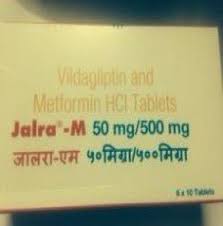 Vildagliptin and
Metformin HCl Tablets
Jalra®-M 50 mg/500 mg
जालरा-एम ५०मिग्रा/५००मिग्रा
6 x 10 Tablets